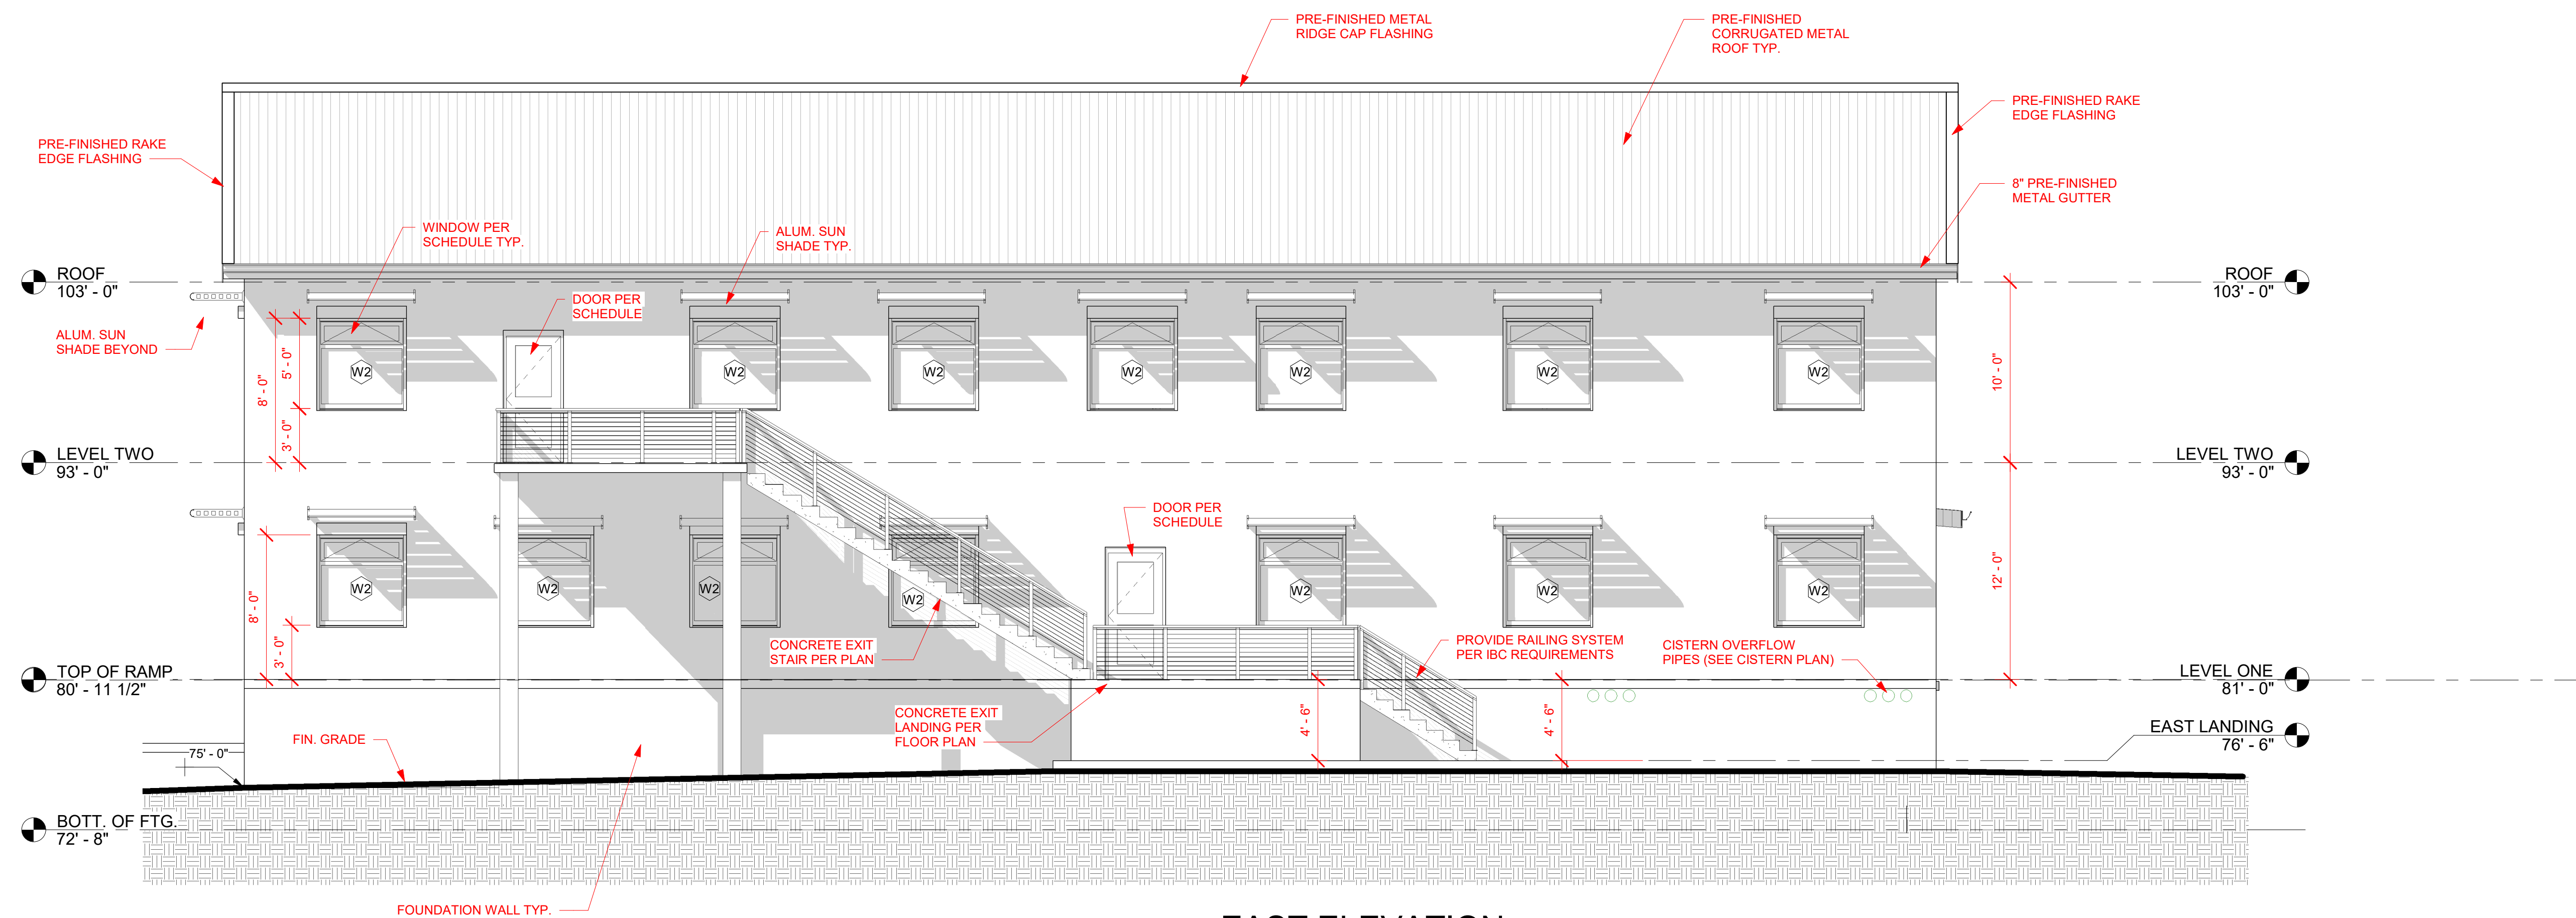 PRE-FINISHED METAL
RIDGE CAP FLASHING
PRE-FINISHED
CORRUGATED METAL
ROOF TYP.
PRE-FINISHED RAKE
EDGE FLASHING
PRE-FINISHED RAKE
EDGE FLASHING
8" PRE-FINISHED
METAL GUTTER
WINDOW PER
SCHEDULE TYP.
ALUM. SUN
SHADE TYP.
ROOF
103' - 0"
DOOR PER
SCHEDULE
ROOF
103' - 0"
ALUM. SUN
SHADE BEYOND
8' - 0"
5' - 0"
3' - 0"
W2
W2
W2
W2
W2
W2
W2
10' - 0"
LEVEL TWO
93' - 0"
LEVEL TWO
93' - 0"
DOOR PER
SCHEDULE
8' - 0"
3' - 0"
W2
W2
W2
W2
W2
W2
W2
12' - 0"
CONCRETE EXIT
STAIR PER PLAN
PROVIDE RAILING SYSTEM
PER IBC REQUIREMENTS
CISTERN OVERFLOW
PIPES (SEE CISTERN PLAN)
TOP OF RAMP
80' - 11 1/2"
LEVEL ONE
81' - 0"
CONCRETE EXIT
LANDING PER
FLOOR PLAN
4' - 6"
4' - 6"
EAST LANDING
76' - 6"
FIN. GRADE
75' - 0"
BOTT. OF FTG.
72' - 8"
FOUNDATION WALL TYP.
EAST ELEVATION